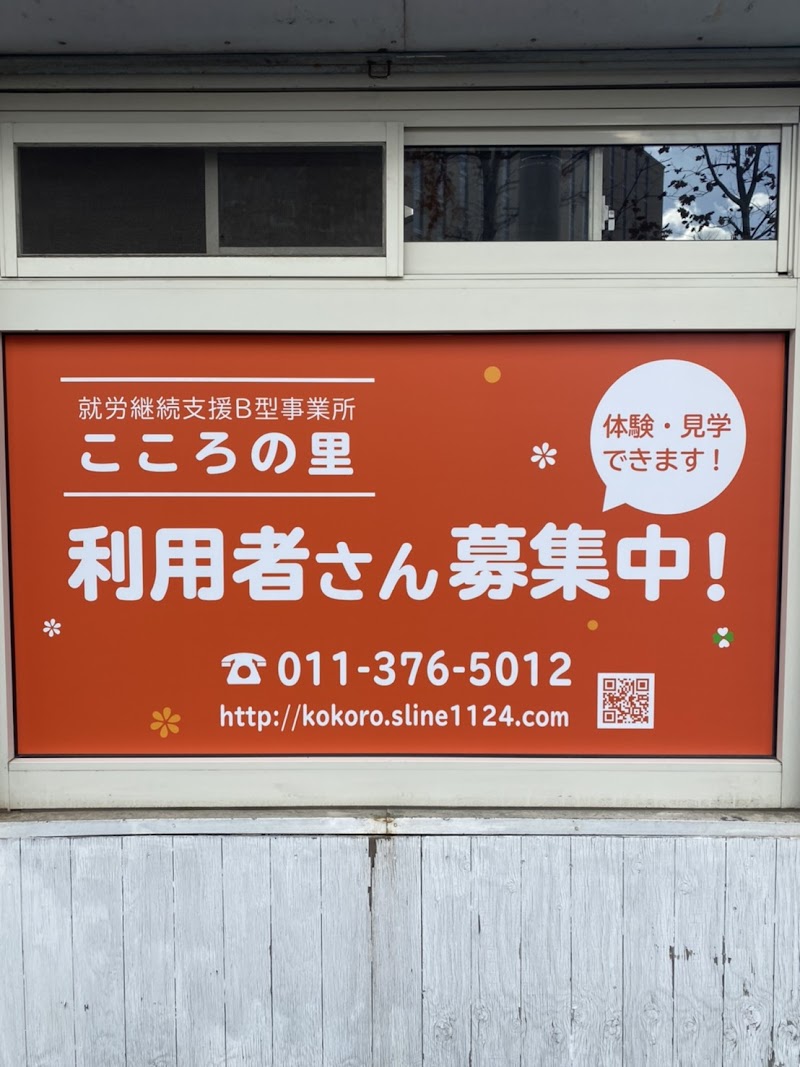 就労継続支援B型事業所
こころの里
体験・見学
できます！
利用者さん募集中！
☎011-376-5012
http://kokoro.sline1124.com